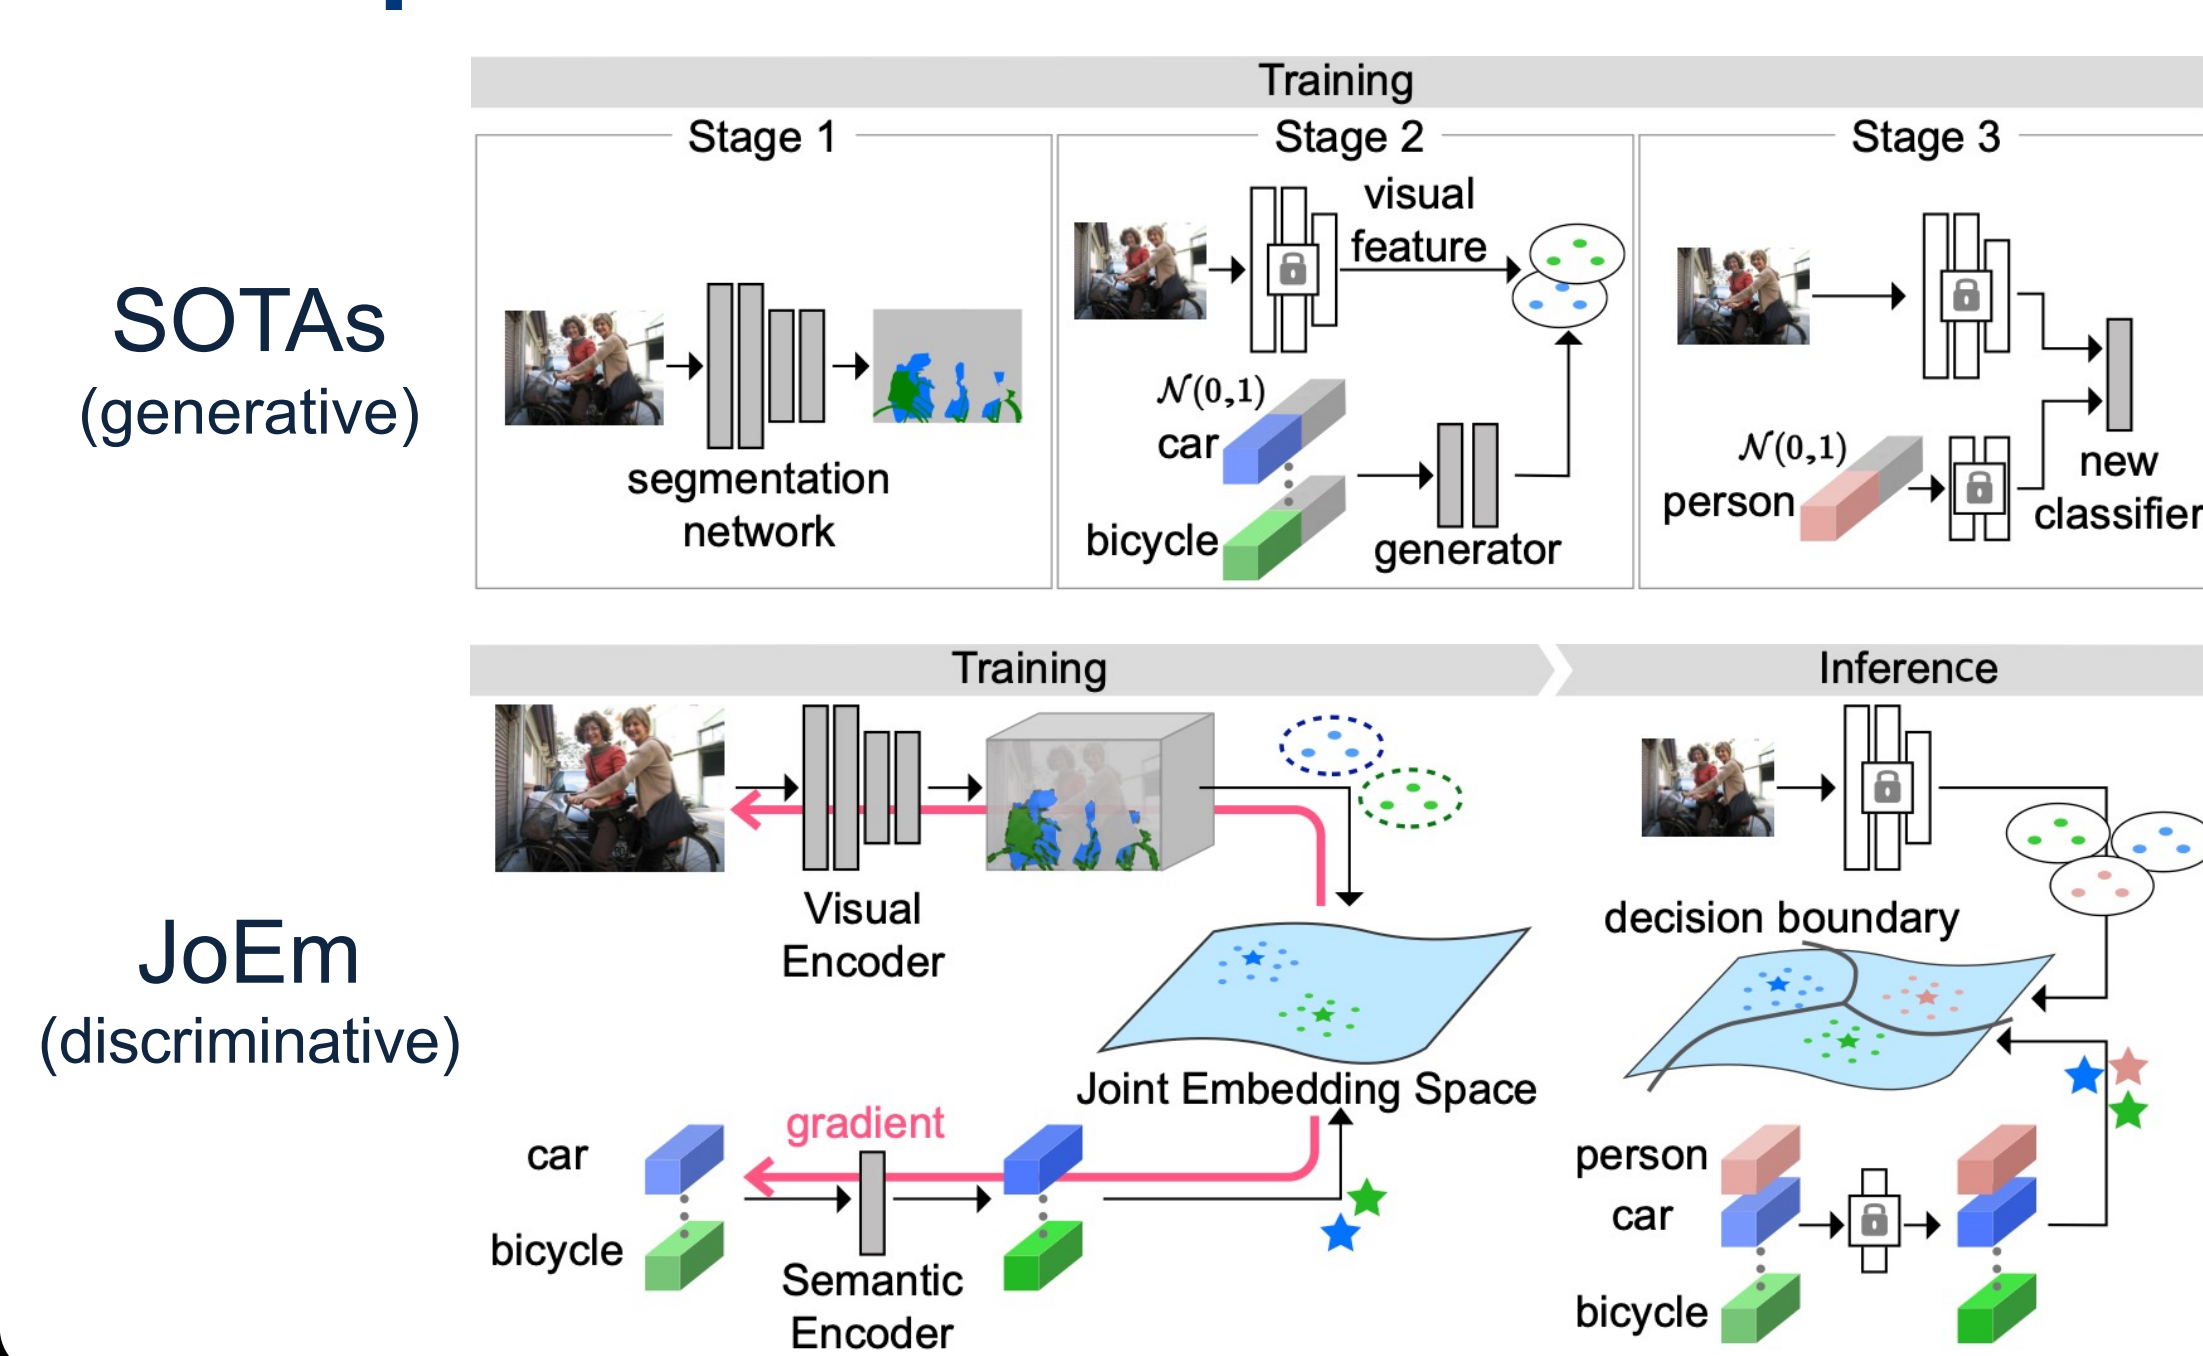 Training
Stage 1
Stage 2
Stage 3
SOTAs
(generative)
segmentation
network
visual
feature
𝒩(0,1)
car
bicycle
generator
𝒩(0,1)
person
new
classifier
Training
Inference
JoEm
(discriminative)
Visual
Encoder
Joint Embedding Space
gradient
car
bicycle
Semantic
Encoder
decision boundary
person
car
bicycle